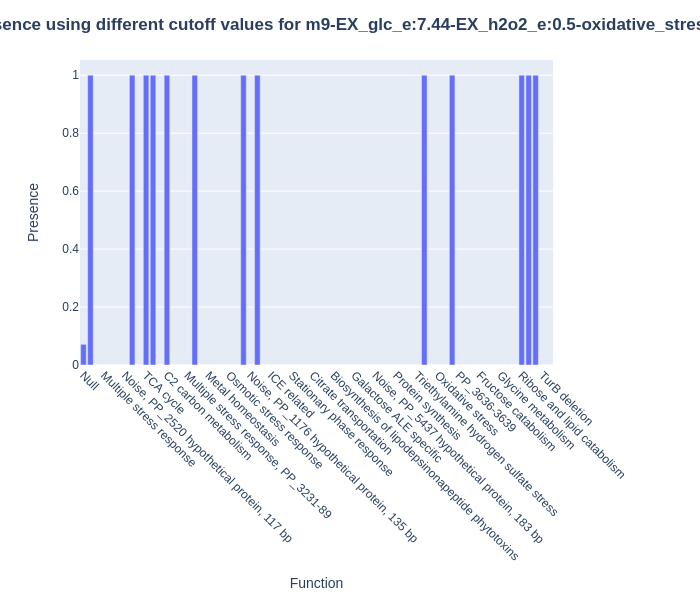 sence using different cutoff values for m9-EX_glc_e:7.44-EX_h2o2_e:0.5-oxidative_stres
1
0.8
0.6
0.4
0.2
0
Presence
Null
Multiple stress response
Noise, PP_2520 hypothetical protein, 117 bp
TCA cycle
C2 carbon metabolism
Multiple stress response, PP_3231-89
Metal homeostasis
Osmotic stress response
Noise, PP_1176 hypothetical protein, 135 bp
ICE related
Stationary phase response
Citrate transportation
Biosynthesis of lipodepsinonapeptide phytotoxins
Galactose ALE specific
Noise, PP_5437 hypothetical protein, 183 bp
Protein synthesis
Triethylamine hydrogen sulfate stress
Oxidative stress
PP_3636-3639
Fructose catabolism
Glycine metabolism
Ribose and lipid catabolism
TurB deletion
Function